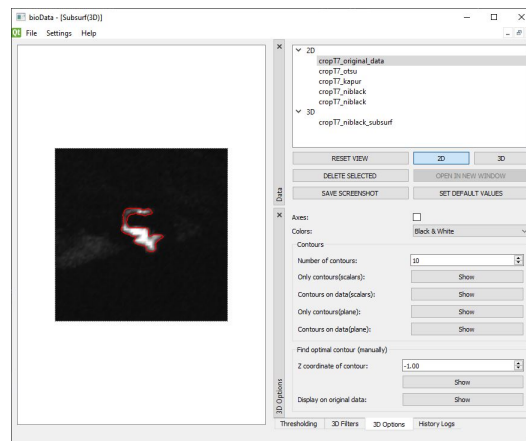 bioData - [Subsurf(3D)]
File Settings Help
2D
cropT7_original_data
cropT7_otsu
cropT7_kapur
cropT7_niblack
cropT7_niblack
3D
cropT7_niblack_subsurf
RESET VIEW 2D 3D
DELETE SELECTED OPEN IN NEW WINDOW
SAVE SCREENSHOT SET DEFAULT VALUES
Data
Axes:
Colors: Black & White
Contours
Number of contours: 10
Only contours(scalars): Show
Contours on data(scalars): Show
Only contours(plane): Show
Contours on data(plane): Show
Find optimal contour (manually)
Z coordinate of contour: -1.00
Show
Display on original data: Show
3D Options
Thresholding 3D Filters 3D Options History Logs